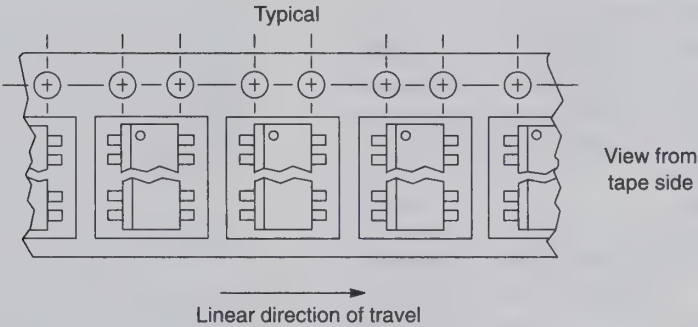 Typical
View from
tape side
Linear direction of travel